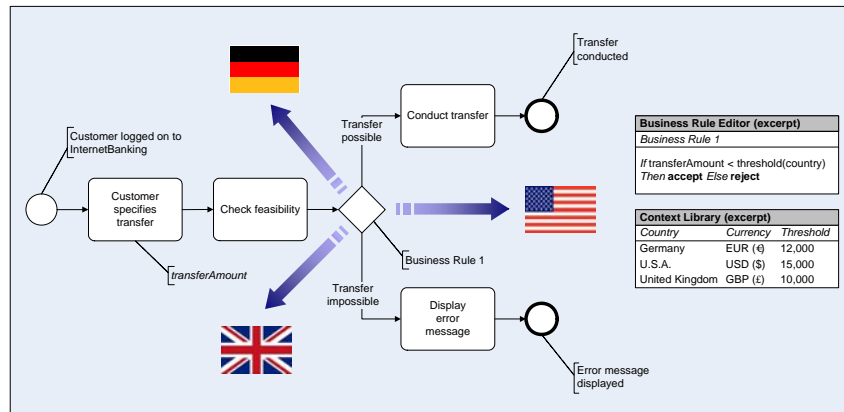 Customer logged on to
InternetBanking
Customer
specifies
transfer
transferAmount
Check feasibility
Transfer
possible
Business Rule 1
Transfer
impossible
Conduct transfer
Transfer
conducted
Display
error
message
Error message
displayed
Business Rule Editor (excerpt)
Business Rule 1
If transferAmount < threshold(country)
Then accept Else reject
Context Library (excerpt)
Country Currency Threshold
Germany EUR (€) 12,000
U.S.A. USD ($) 15,000
United Kingdom GBP (£) 10,000